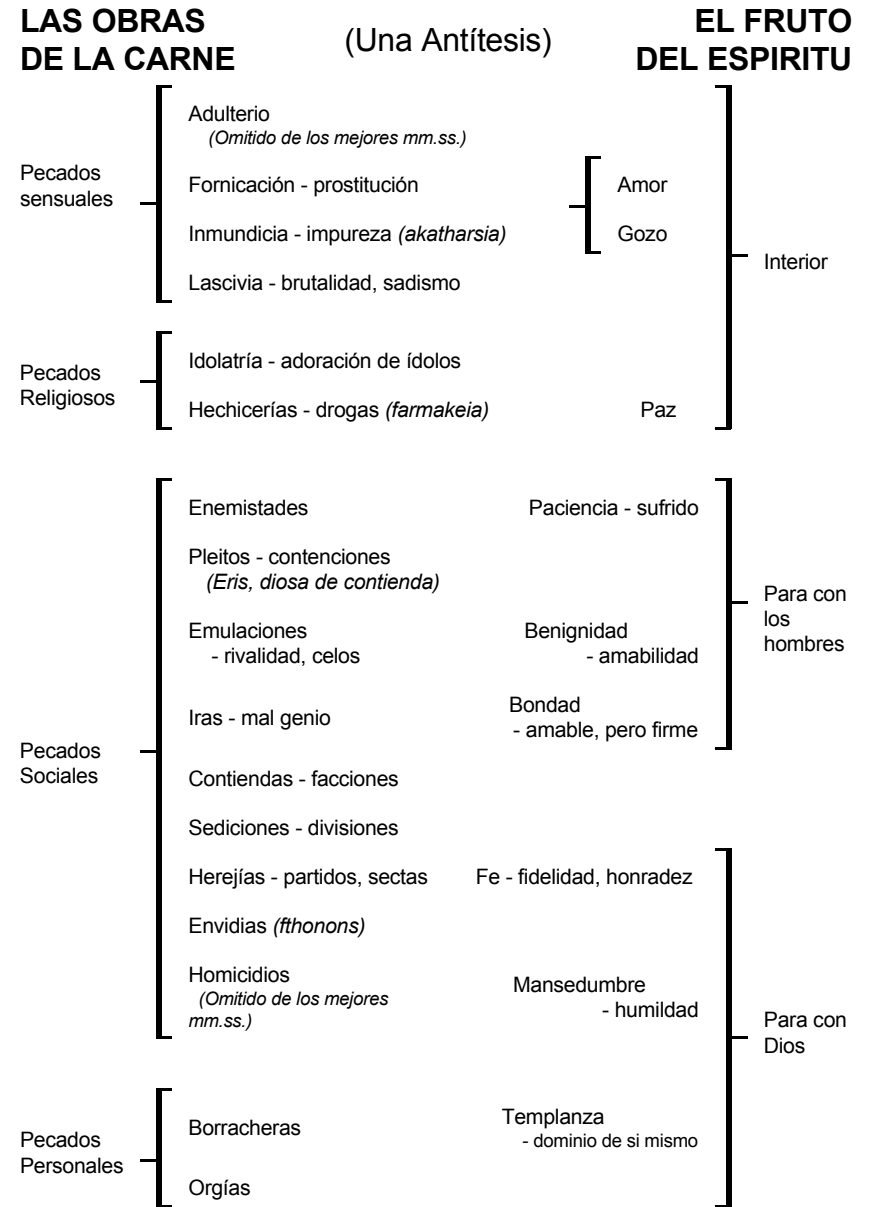 LAS OBRAS
DE LA CARNE
(Una Antítesis)
EL FRUTO
DEL ESPIRITU
Pecados
sensuales
Adulterio
(Omitido de los mejores mm.ss.)
Fornicación - prostitución
Inmundicia - impureza (akatharsia)
Lascivia - brutalidad, sadismo
Amor
Gozo
Interior
Pecados
Religiosos
Idolatría - adoración de ídolos
Hechicerías - drogas (farmakeia)
Paz
Pecados
Sociales
Enemistades
Pleitos - contenciones
(Eris, diosa de contienda)
Emulaciones
- rivalidad, celos
Iras - mal genio
Contiendas - facciones
Sediciones - divisiones
Herejías - partidos, sectas
Envidias (fthonons)
Homicidios
(Omitido de los mejores
mm.ss.)
Paciencia - sufrido
Benignidad
- amabilidad
Bondad
- amable, pero firme
Para con
los
hombres
Fe - fidelidad, honradez
Mansedumbre
- humildad
Para con
Dios
Pecados
Personales
Borracheras
Orgías
Templanza
- dominio de si mismo